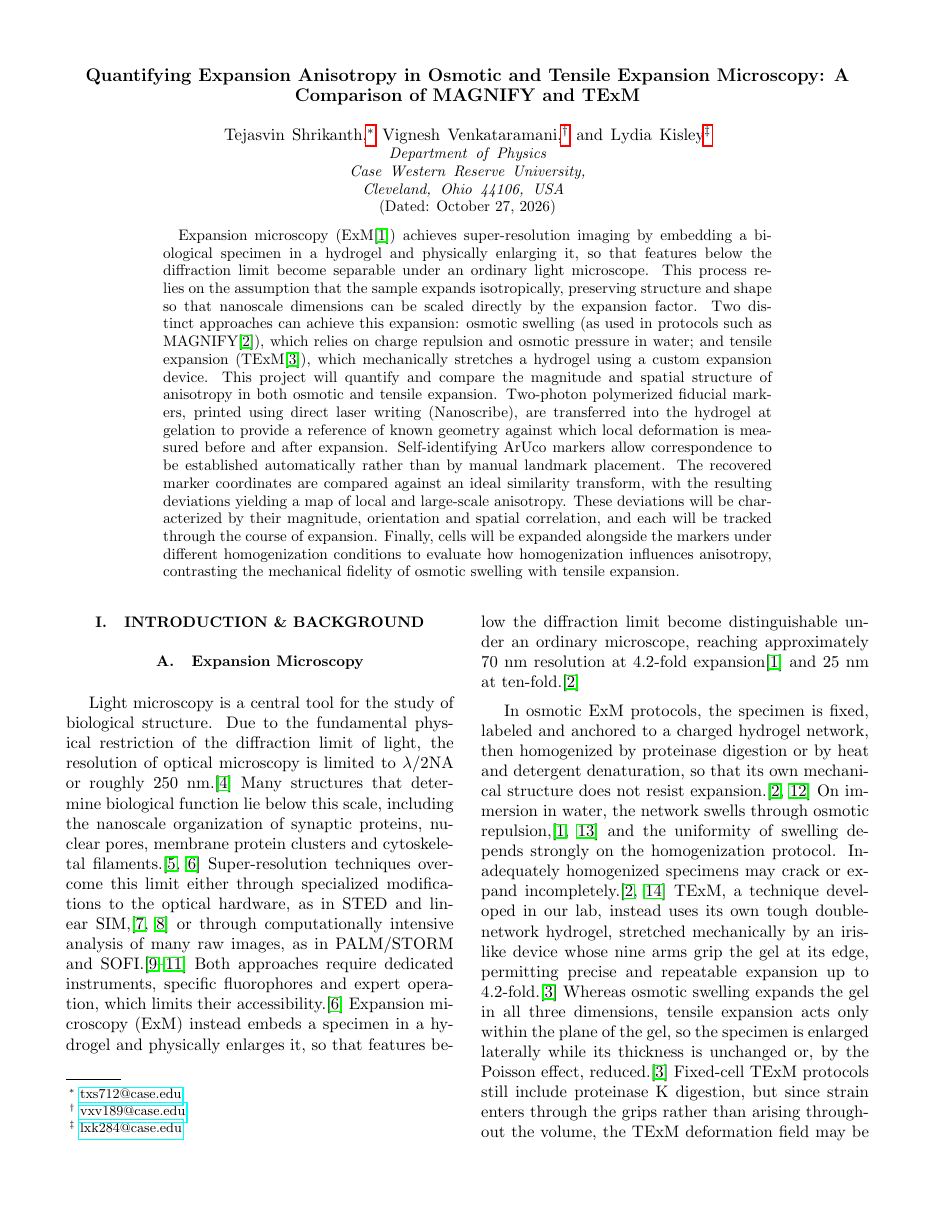 Quantifying Expansion Anisotropy in Osmotic and Tensile Expansion Microscopy: A
Comparison of MAGNIFY and TExM
Tejasvin Shrikanth,* Vignesh Venkataramani,† and Lydia Kisley‡
Department of Physics
Case Western Reserve University,
Cleveland, Ohio 44106, USA
(Dated: October 27, 2026)
Expansion microscopy (ExM[1]) achieves super-resolution imaging by embedding a bi-
ological specimen in a hydrogel and physically enlarging it, so that features below the
diffraction limit become separable under an ordinary light microscope. This process re-
lies on the assumption that the sample expands isotropically, preserving structure and shape
so that nanoscale dimensions can be scaled directly by the expansion factor. Two dis-
tinct approaches can achieve this expansion: osmotic swelling (as used in protocols such as
MAGNIFY[2]), which relies on charge repulsion and osmotic pressure in water; and tensile
expansion (TExM[3]), which mechanically stretches a hydrogel using a custom expansion
device. This project will quantify and compare the magnitude and spatial structure of
anisotropy in both osmotic and tensile expansion. Two-photon polymerized fiducial mark-
ers, printed using direct laser writing (Nanoscribe), are transferred into the hydrogel at
gelation to provide a reference of known geometry against which local deformation is mea-
sured before and after expansion. Self-identifying ArUco markers allow correspondence to
be established automatically rather than by manual landmark placement. The recovered
marker coordinates are compared against an ideal similarity transform, with the resulting
deviations yielding a map of local and large-scale anisotropy. These deviations will be char-
acterized by their magnitude, orientation and spatial correlation, and each will be tracked
through the course of expansion. Finally, cells will be expanded alongside the markers under
different homogenization conditions to evaluate how homogenization influences anisotropy,
contrasting the mechanical fidelity of osmotic swelling with tensile expansion.
I. INTRODUCTION & BACKGROUND
A. Expansion Microscopy
Light microscopy is a central tool for the study of
biological structure. Due to the fundamental phys-
ical restriction of the diffraction limit of light, the
resolution of optical microscopy is limited to λ/2NA
or roughly 250 nm.[4] Many structures that deter-
mine biological function lie below this scale, including
the nanoscale organization of synaptic proteins, nu-
clear pores, membrane protein clusters and cytoskele-
tal filaments.[5, 6] Super-resolution techniques over-
come this limit either through specialized modifica-
tions to the optical hardware, as in STED and lin-
ear SIM,[7, 8] or through computationally intensive
analysis of many raw images, as in PALM/STORM
and SOFI.[9–11] Both approaches require dedicated
instruments, specific fluorophores and expert opera-
tion, which limits their accessibility.[6] Expansion mi-
croscopy (ExM) instead embeds a specimen in a hy-
drogel and physically enlarges it, so that features be-
* txs712@case.edu
† vxv189@case.edu
‡ lxk284@case.edu
low the diffraction limit become distinguishable un-
der an ordinary microscope, reaching approximately
70 nm resolution at 4.2-fold expansion[1] and 25 nm
at ten-fold.[2]
In osmotic ExM protocols, the specimen is fixed,
labeled and anchored to a charged hydrogel network,
then homogenized by proteinase digestion or by heat
and detergent denaturation, so that its own mechani-
cal structure does not resist expansion.[2, 12] On im-
mersion in water, the network swells through osmotic
repulsion,[1, 13] and the uniformity of swelling de-
pends strongly on the homogenization protocol. In-
adequately homogenized specimens may crack or ex-
pand incompletely.[2, 14] TExM, a technique devel-
oped in our lab, instead uses its own tough double-
network hydrogel, stretched mechanically by an iris-
like device whose nine arms grip the gel at its edge,
permitting precise and repeatable expansion up to
4.2-fold.[3] Whereas osmotic swelling expands the gel
in all three dimensions, tensile expansion acts only
within the plane of the gel, so the specimen is enlarged
laterally while its thickness is unchanged or, by the
Poisson effect, reduced.[3] Fixed-cell TExM protocols
still include proteinase K digestion, but since strain
enters through the grips rather than arising through-
out the volume, the TExM deformation field may be